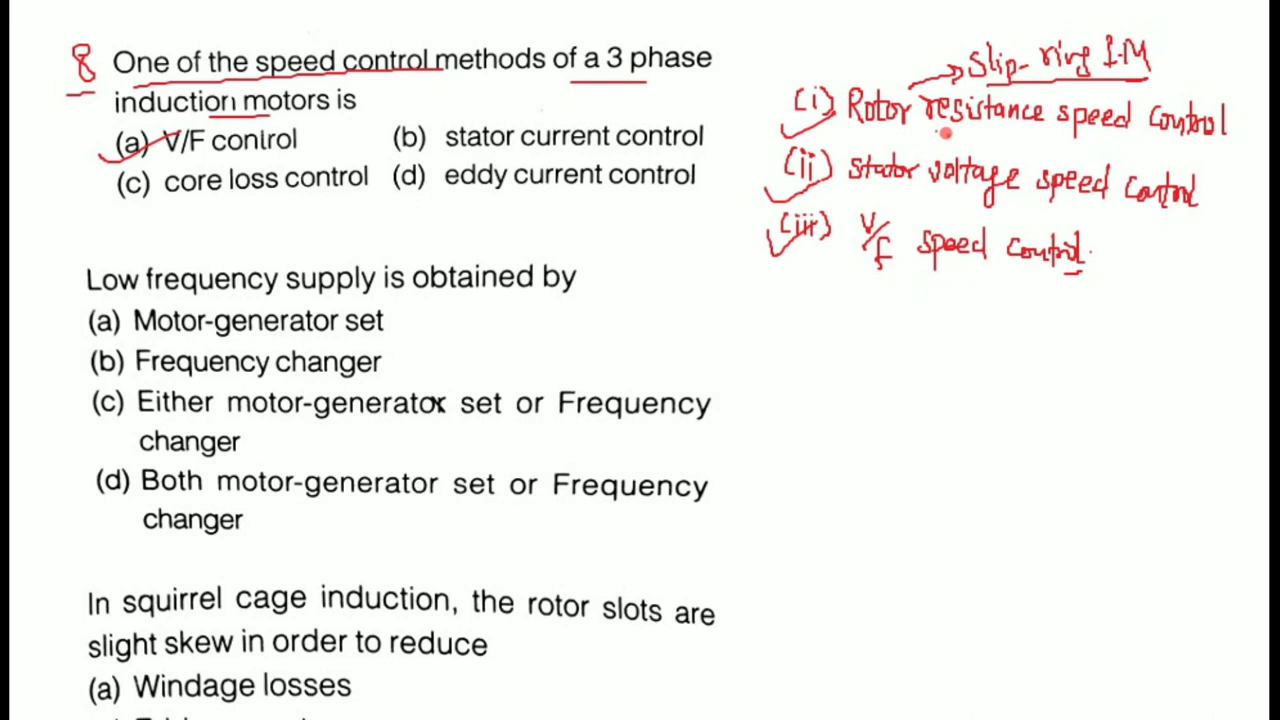 8 One of the speed control methods of a 3 phase
induction motors is
(a) V/F control (b) stator current control
(c) core loss control (d) eddy current control
Low frequency supply is obtained by
(a) Motor-generator set
(b) Frequency changer
(c) Either motor-generator set or Frequency
changer
(d) Both motor-generator set or Frequency
changer
In squirrel cage induction, the rotor slots are
slight skew in order to reduce
(a) Windage losses
Slip-ring I-M
(i) Rotor resistance speed control
(ii) Stator voltage speed control
(iii) V/f speed control.